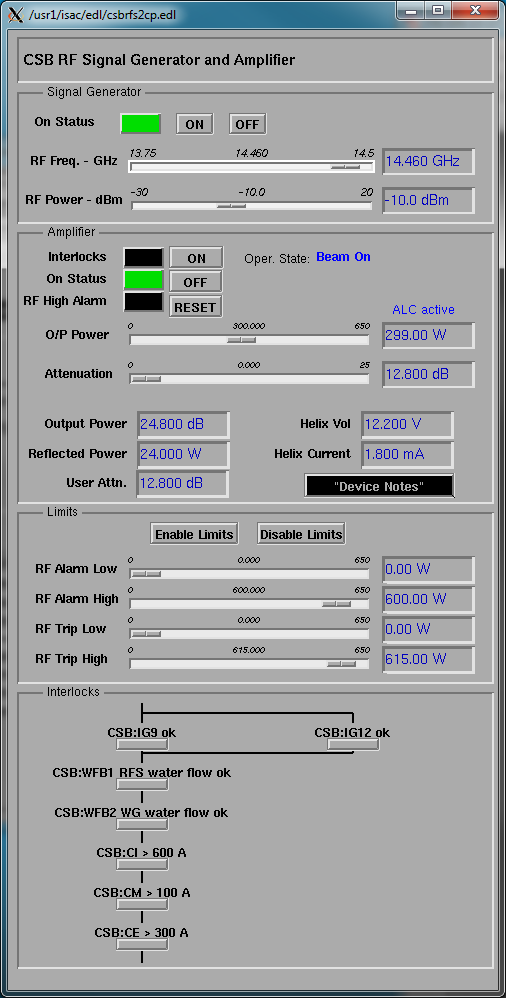 /usr1/isac/edl/csbrfs2cp.edl
CSB RF Signal Generator and Amplifier
Signal Generator
On Status ON OFF
13.75 14.460 14.5
RF Freq. - GHz 14.460 GHz
-30 -10.0 20
RF Power - dBm -10.0 dBm
Amplifier
Interlocks ON Oper. State: Beam On
On Status OFF
RF High Alarm RESET
ALC active
0 300.000 650
O/P Power 299.00 W
0 0.000 25
Attenuation 12.800 dB
Output Power 24.800 dB Helix Vol 12.200 V
Reflected Power 24.000 W Helix Current 1.800 mA
User Attn. 12.800 dB "Device Notes"
Limits
Enable Limits Disable Limits
0 0.000 650
RF Alarm Low 0.00 W
0 600.000 650
RF Alarm High 600.00 W
0 0.000 650
RF Trip Low 0.00 W
0 615.000 650
RF Trip High 615.00 W
Interlocks
CSB:IG9 ok CSB:IG12 ok
CSB:WFB1 RFS water flow ok
CSB:WFB2 WG water flow ok
CSB:CI > 600 A
CSB:CM > 100 A
CSB:CE > 300 A